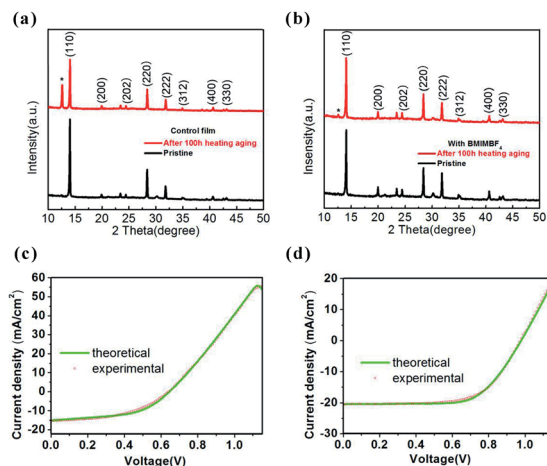 (a)
(110)
*
(200)
(202)
(220)
(222)
(312)
(400)
(330)
Control film
After 100h heating aging
Pristine
Intensity(a.u.)
10 15 20 25 30 35 40 45 50
2 Theta(degree)
(b)
(110)
*
(200)
(202)
(220)
(222)
(312)
(400)
(330)
With BMIMBF4
After 100h heating aging
Pristine
Insensity(a.u.)
10 15 20 25 30 35 40 45 50
2 Theta(degree)
(c)
60
50
40
30
20
10
0
-10
-20
theoretical
experimental
Current density (mA/cm2)
0.0 0.2 0.4 0.6 0.8 1.0
Voltage(V)
(d)
20
10
0
-10
-20
-30
theoretical
experimental
Current density (mA/cm2)
0.0 0.2 0.4 0.6 0.8 1.0
Voltage(V)